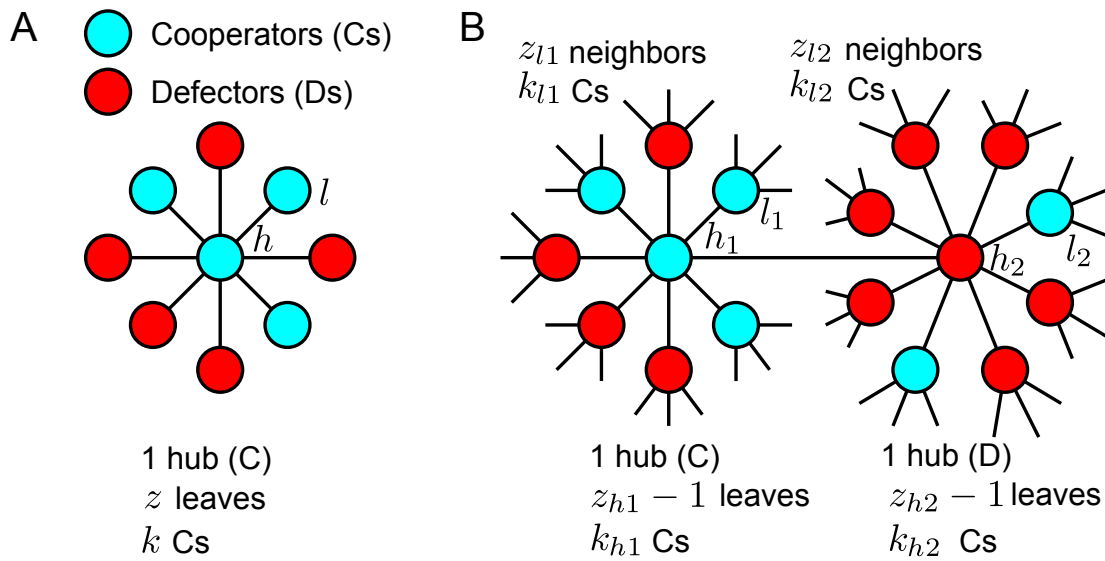 A
Cooperators (Cs)
Defectors (Ds)
l
h
1 hub (C)
z leaves
k Cs
B
z_{l1} neighbors
k_{l1} Cs
z_{l2} neighbors
k_{l2} Cs
l_1
h_1
h_2
l_2
1 hub (C)
z_{h1} − 1 leaves
k_{h1} Cs
1 hub (D)
z_{h2} − 1 leaves
k_{h2} Cs